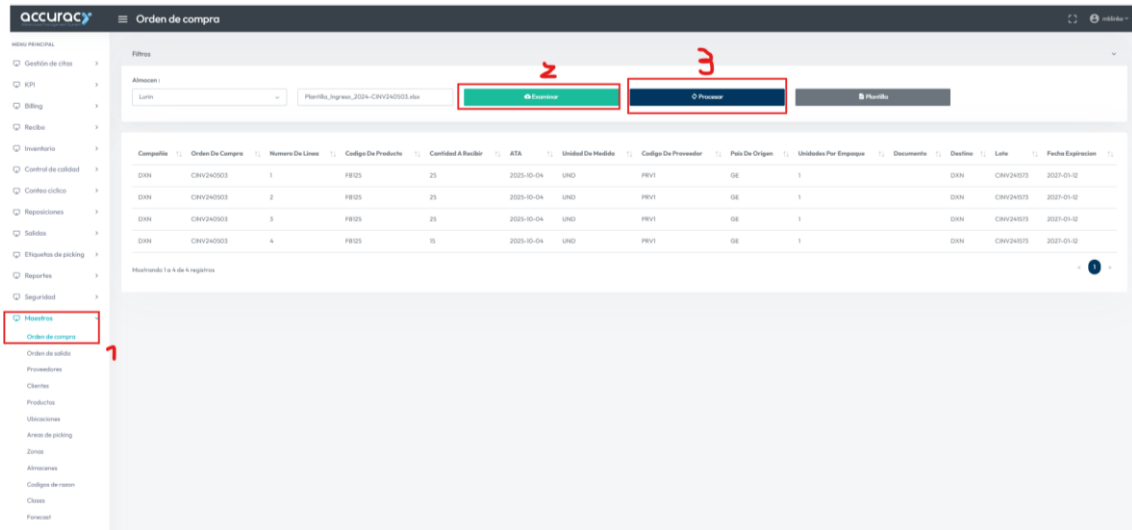 accuracy
Orden de compra
mklinke
MENU PRINCIPAL
Gestión de citas
KPI
Billing
Recibo
Inventario
Control de calidad
Conteo cíclico
Reposiciones
Salidas
Etiquetas de picking
Reportes
Seguridad
Maestros
Orden de compra
1
Orden de salida
Proveedores
Clientes
Productos
Ubicaciones
Areas de picking
Zonas
Almacenes
Codigos de razon
Clases
Forecast
Filtros
2
3
Almacen :
Lurin
Plantilla_Ingreso_2024-CINV240503.xlsx
Examinar
Procesar
Plantilla
Compañia Orden De Compra Numero De Linea Codigo De Producto Cantidad A Recibir ATA Unidad De Medida Codigo De Proveedor Pais De Origen Unidades Por Empaque Documento Destino Lote Fecha Expiracion
DXN CINV240503 1 FB125 25 2025-10-04 UND PRV1 GE 1 DXN CINV241573 2027-01-12
DXN CINV240503 2 FB125 25 2025-10-04 UND PRV1 GE 1 DXN CINV241573 2027-01-12
DXN CINV240503 3 FB125 25 2025-10-04 UND PRV1 GE 1 DXN CINV241573 2027-01-12
DXN CINV240503 4 FB125 15 2025-10-04 UND PRV1 GE 1 DXN CINV241573 2027-01-12
Mostrando 1 a 4 de 4 registros
1